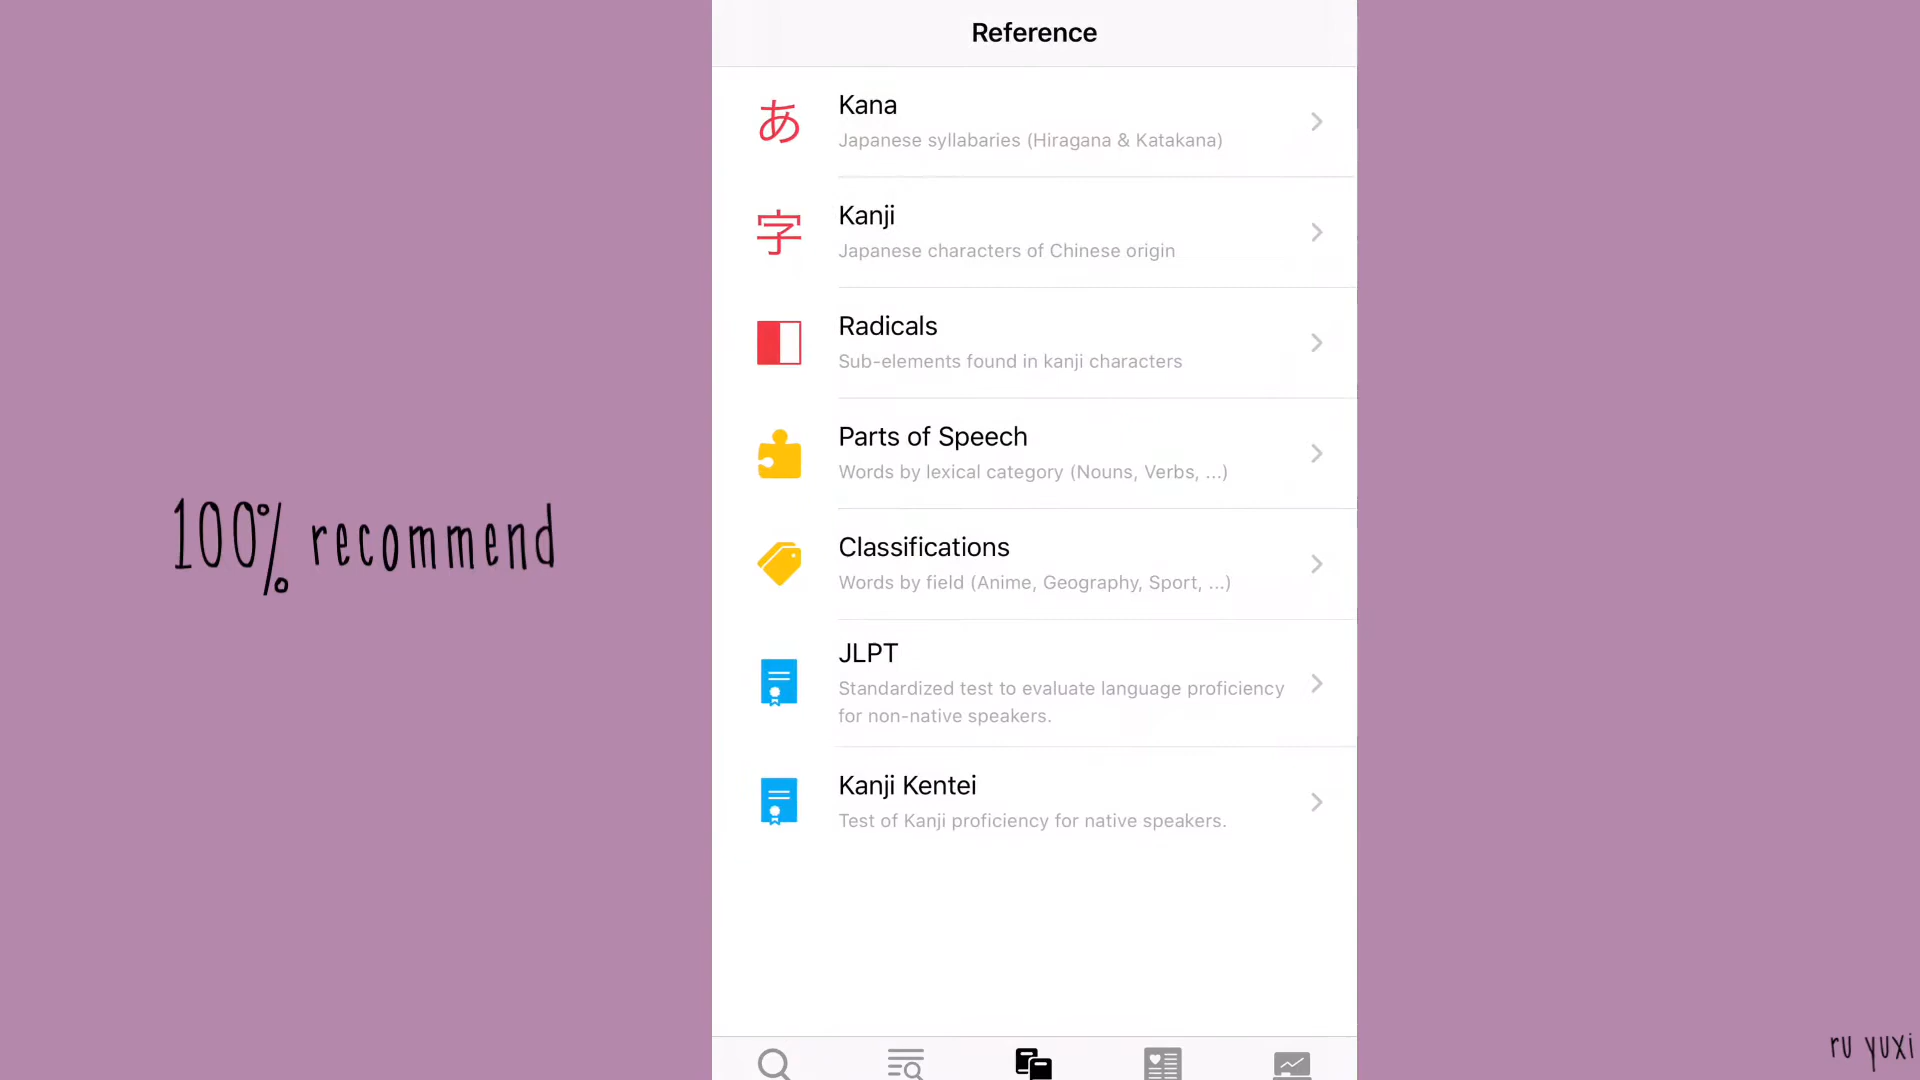 Reference
あ
Kana
Japanese syllabaries (Hiragana & Katakana)
字
Kanji
Japanese characters of Chinese origin
Radicals
Sub-elements found in kanji characters
Parts of Speech
Words by lexical category (Nouns, Verbs, ...)
Classifications
Words by field (Anime, Geography, Sport, ...)
JLPT
Standardized test to evaluate language proficiency
for non-native speakers.
Kanji Kentei
Test of Kanji proficiency for native speakers.
100% recommend
ru yuxi